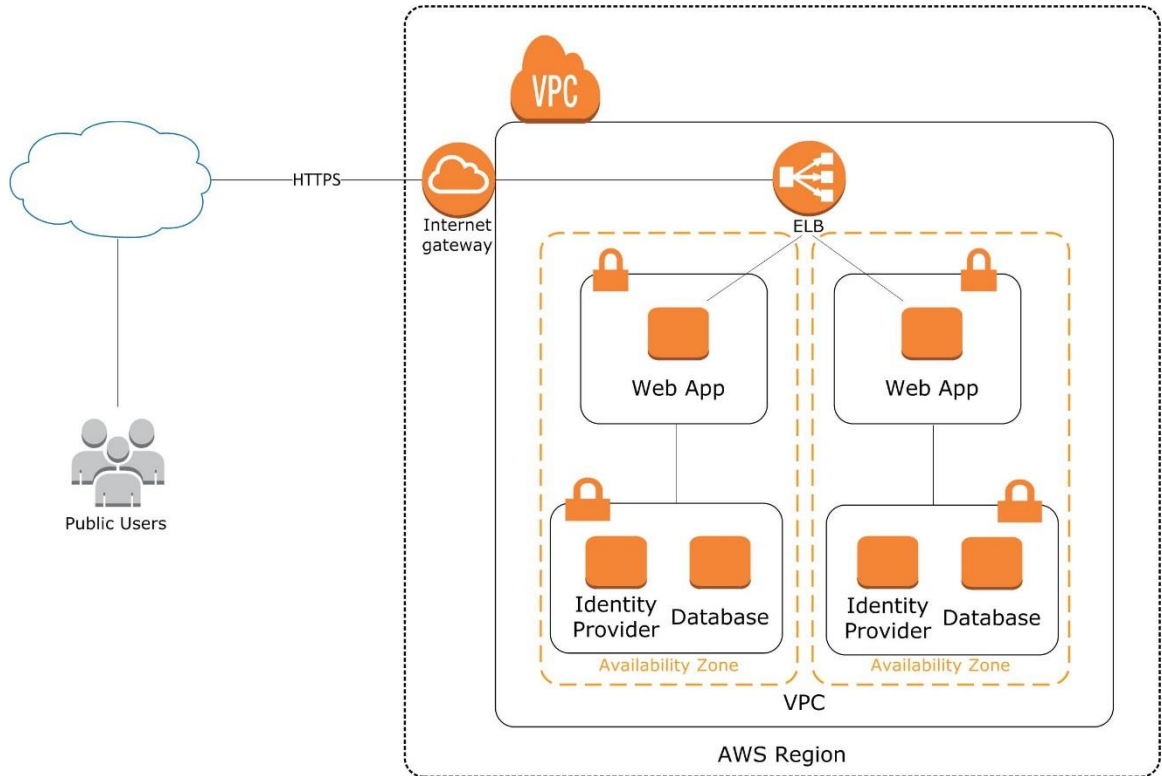 VPC
HTTPS
Internet
gateway
ELB
Web App
Web App
Public Users
Identity
Provider
Database
Identity
Provider
Database
Availability Zone
Availability Zone
VPC
AWS Region